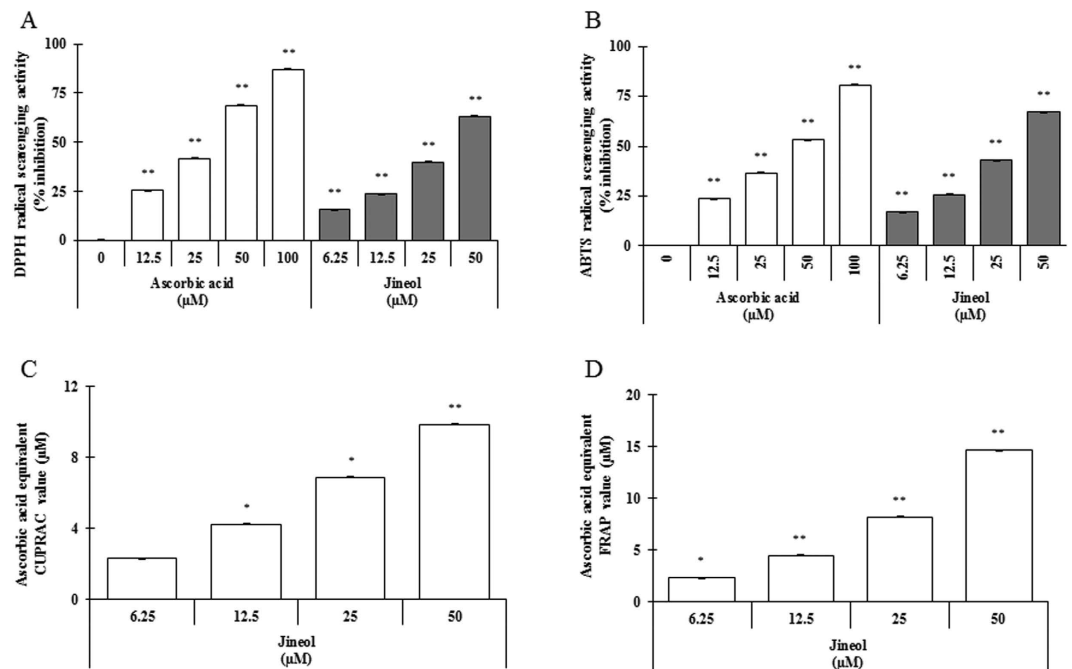 A
DPPH radical scavenging activity
(% inhibition)
100
75
50
25
0
**
**
**
**
**
**
**
**
0 12.5 25 50 100 6.25 12.5 25 50
Ascorbic acid Jineol
(µM) (µM)
B
ABTS radical scavenging activity
(% inhibition)
100
75
50
25
0
**
**
**
**
**
**
**
**
0 12.5 25 50 100 6.25 12.5 25 50
Ascorbic acid Jineol
(µM) (µM)
C
Ascorbic acid equivalent
CUPRAC value (µM)
12
8
4
0
*
*
**
6.25 12.5 25 50
Jineol
(µM)
D
Ascorbic acid equivalent
FRAP value (µM)
20
15
10
5
0
*
**
**
**
6.25 12.5 25 50
Jineol
(µM)